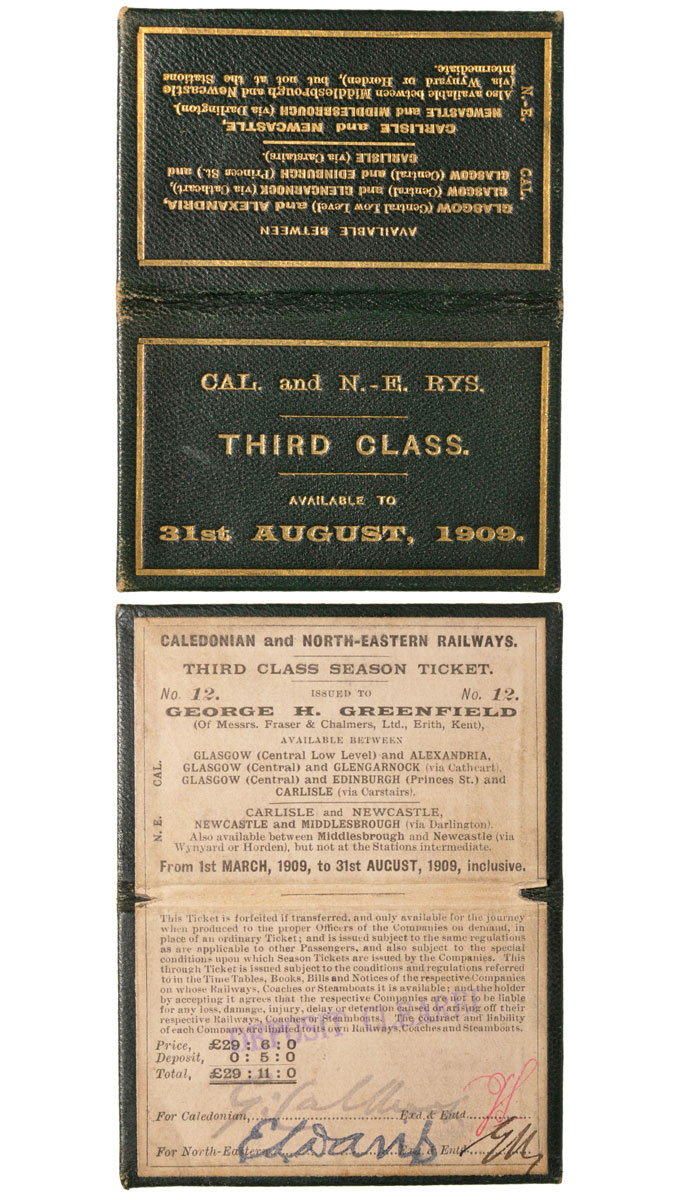 AVAILABLE BETWEEN
GLASGOW (Central Low Level) and ALEXANDRIA,
GLASGOW (Central) and GLENGARNOCK (via Cathcart),
GLASGOW (Central) and EDINBURGH (Princes St.) and
CARLISLE (via Carstairs).
CAL.
CARLISLE and NEWCASTLE,
NEWCASTLE and MIDDLESBROUGH (via Darlington).
Also available between Middlesbrough and Newcastle
(via Wynyard or Horden), but not at the Stations
intermediate.
N.-E.
CAL. and N.-E. RYS.
THIRD CLASS.
AVAILABLE TO
31st AUGUST, 1909.
CALEDONIAN and NORTH-EASTERN RAILWAYS.
THIRD CLASS SEASON TICKET.
No. 12. ISSUED TO No. 12.
GEORGE H. GREENFIELD
(Of Messrs. Fraser & Chalmers, Ltd., Erith, Kent),
AVAILABLE BETWEEN
CAL.
GLASGOW (Central Low Level) and ALEXANDRIA,
GLASGOW (Central) and GLENGARNOCK (via Cathcart),
GLASGOW (Central) and EDINBURGH (Princes St.) and
CARLISLE (via Carstairs).
N. E.
CARLISLE and NEWCASTLE,
NEWCASTLE and MIDDLESBROUGH (via Darlington).
Also available between Middlesbrough and Newcastle (via
Wynyard or Horden), but not at the Stations intermediate.
From 1st MARCH, 1909, to 31st AUGUST, 1909, inclusive.
This Ticket is forfeited if transferred, and only available for the journey
when produced to the proper Officers of the Companies on demand, in
place of an ordinary Ticket; and is issued subject to the same regulations
as are applicable to other Passengers, and also subject to the special
conditions upon which Season Tickets are issued by the Companies. This
through Ticket is issued subject to the conditions and regulations referred
to in the Time Tables, Books, Bills and Notices of the respective Companies
on whose Railways, Coaches or Steamboats it is available; and the holder
by accepting it agrees that the respective Companies are not to be liable
for any loss, damage, injury, delay or detention caused or arising off their
respective Railways, Coaches or Steamboats. The contract and liability
of each Company are limited to its own Railways, Coaches and Steamboats.
DEPOSIT
Price, £29 : 6 : 0
Deposit, 0 : 5 : 0
Total, £29 : 11 : 0
For Caledonian, Exd. & Entd.
For North-Eastern Exd. & Entd.